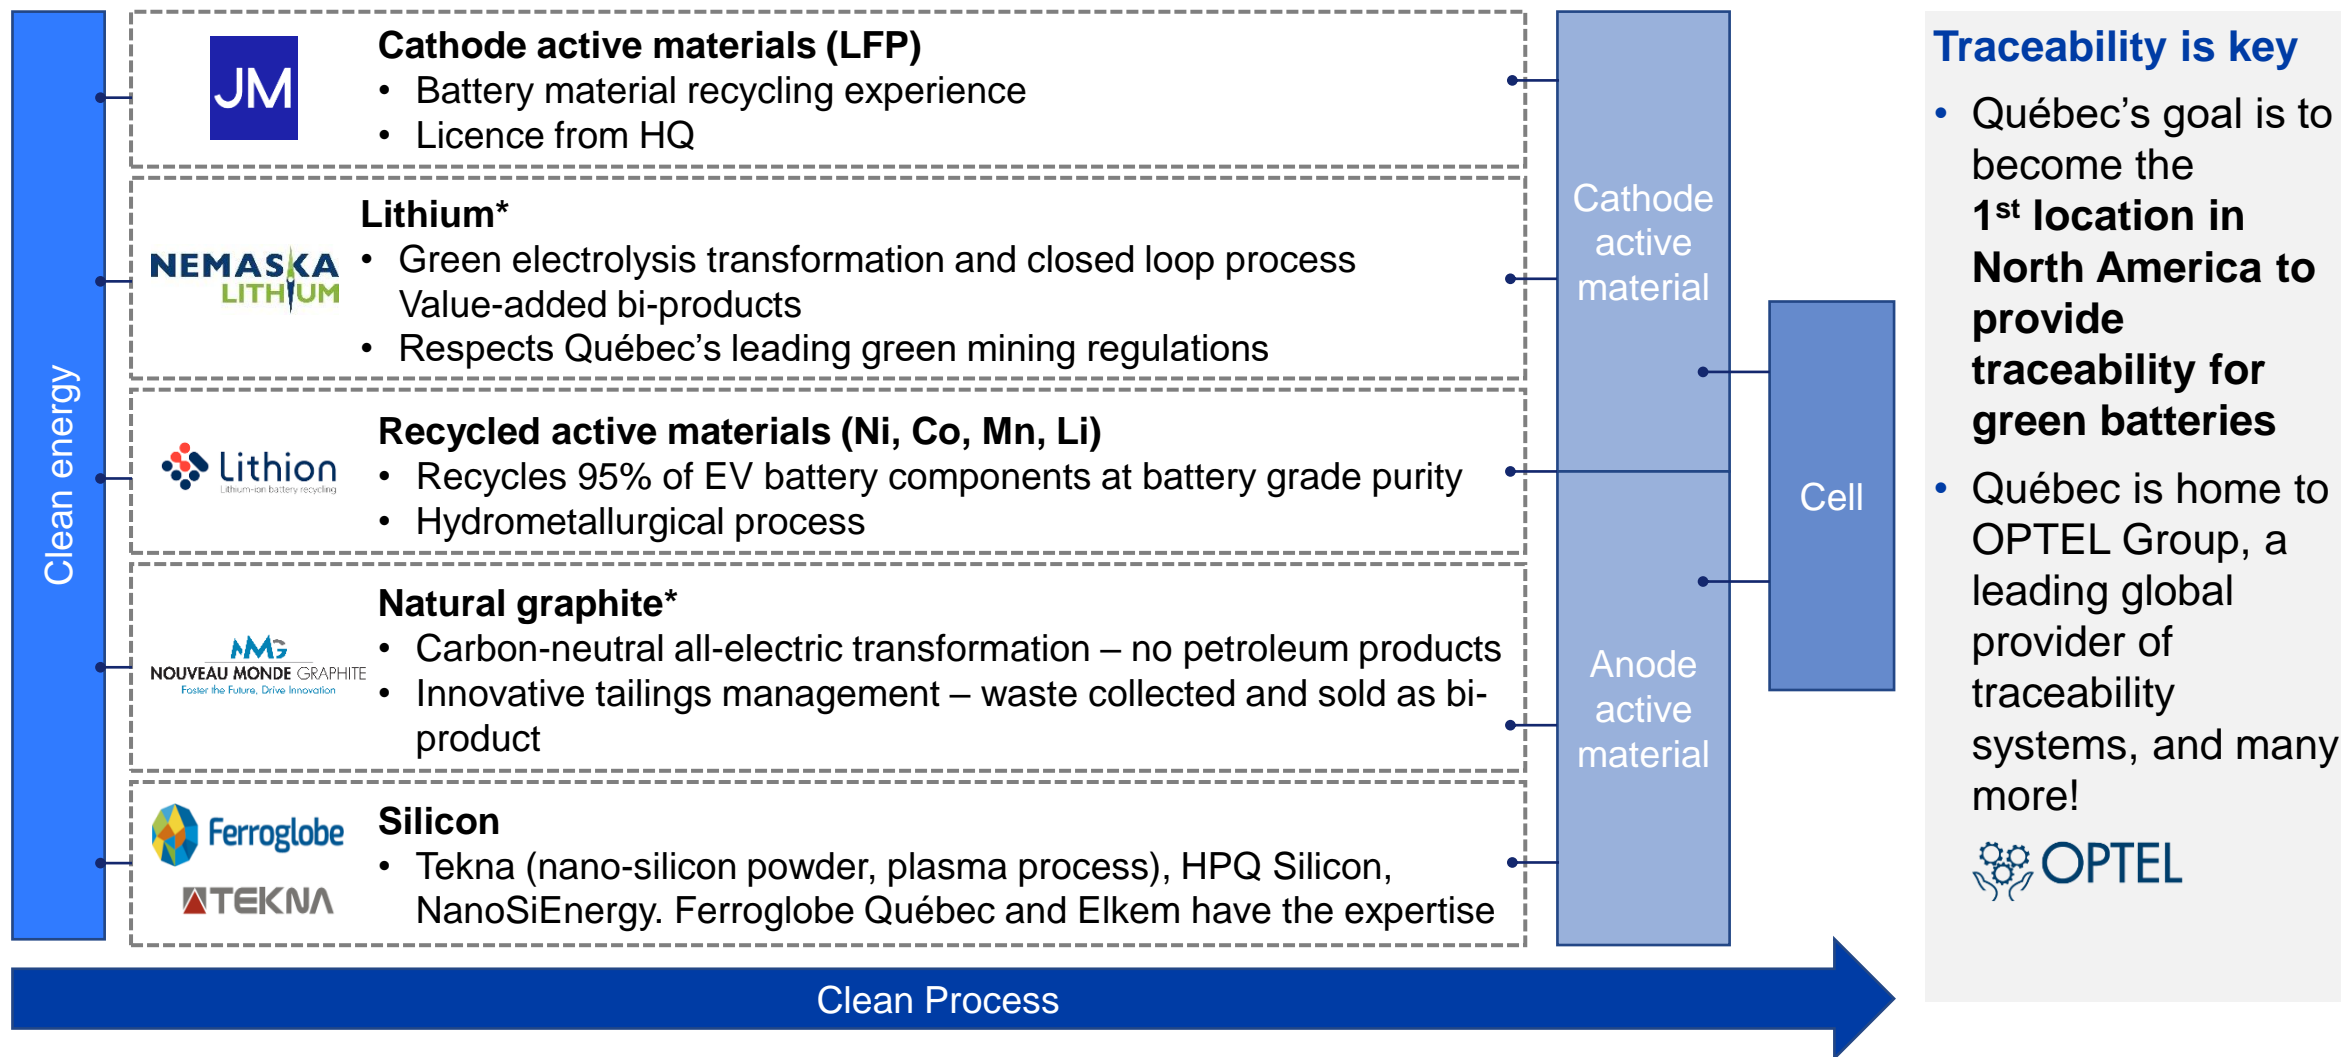 Clean energy
JM
Cathode active materials (LFP)
• Battery material recycling experience
• Licence from HQ
NEMASKA
LITHIUM
Lithium*
• Green electrolysis transformation and closed loop process
Value-added bi-products
• Respects Québec’s leading green mining regulations
Lithion
Lithium-ion battery recycling
Recycled active materials (Ni, Co, Mn, Li)
• Recycles 95% of EV battery components at battery grade purity
• Hydrometallurgical process
NMG
NOUVEAU MONDE GRAPHITE
Foster the Future, Drive Innovation
Natural graphite*
• Carbon-neutral all-electric transformation – no petroleum products
• Innovative tailings management – waste collected and sold as bi-
product
Ferroglobe
TEKNA
Silicon
• Tekna (nano-silicon powder, plasma process), HPQ Silicon,
NanoSiEnergy. Ferroglobe Québec and Elkem have the expertise
Cathode
active
material
Anode
active
material
Cell
Clean Process
Traceability is key
• Québec’s goal is to
become the
1st location in
North America to
provide
traceability for
green batteries
• Québec is home to
OPTEL Group, a
leading global
provider of
traceability
systems, and many
more!
OPTEL